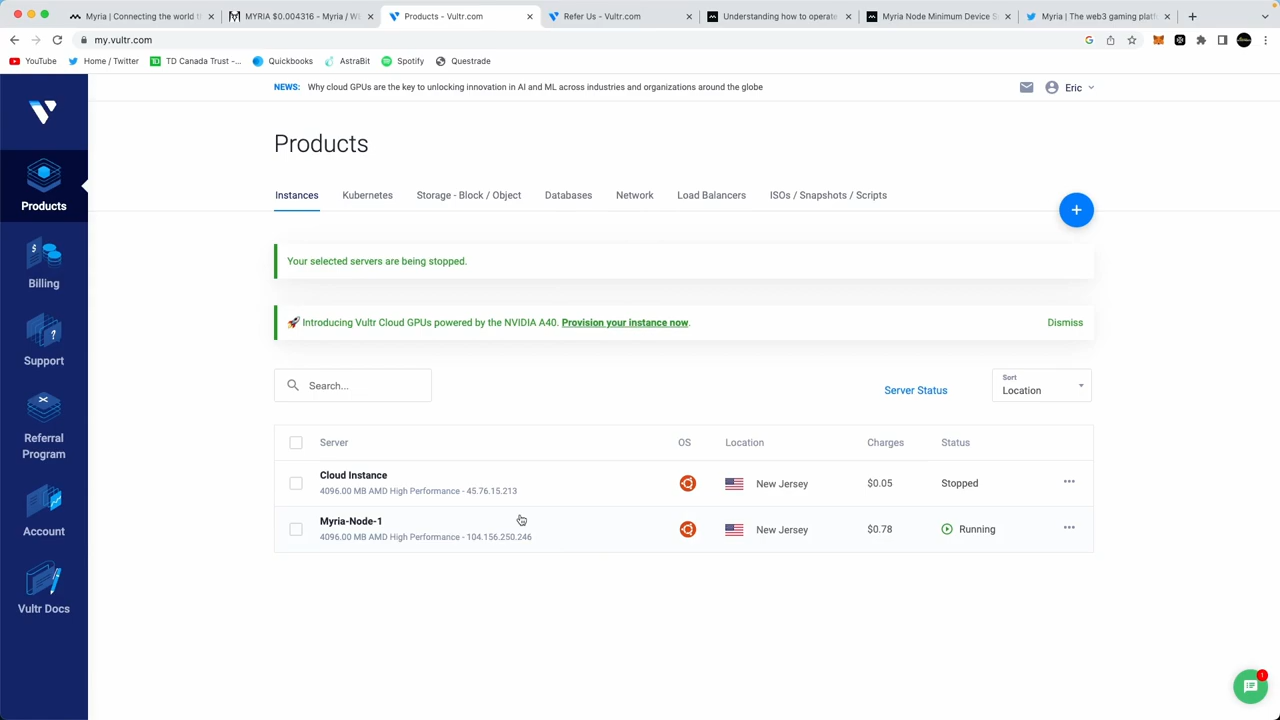 Myria | Connecting the world t
MYRIA $0.004316 - Myria / W
Products - Vultr.com
Refer Us - Vultr.com
Understanding how to operate
Myria Node Minimum Device S
Myria | The web3 gaming platf
my.vultr.com
YouTube
Home / Twitter
TD Canada Trust -...
Quickbooks
AstraBit
Spotify
Questrade
NEWS: Why cloud GPUs are the key to unlocking innovation in AI and ML across industries and organizations around the globe
Eric
Products
Billing
Support
Referral
Program
Account
Vultr Docs
Products
Instances
Kubernetes
Storage - Block / Object
Databases
Network
Load Balancers
ISOs / Snapshots / Scripts
Your selected servers are being stopped.
Introducing Vultr Cloud GPUs powered by the NVIDIA A40. Provision your instance now.
Dismiss
Search...
Server Status
Sort
Location
Server OS Location Charges Status
Cloud Instance
4096.00 MB AMD High Performance - 45.76.15.213
New Jersey $0.05 Stopped
Myria-Node-1
4096.00 MB AMD High Performance - 104.156.250.246
New Jersey $0.78 Running
1